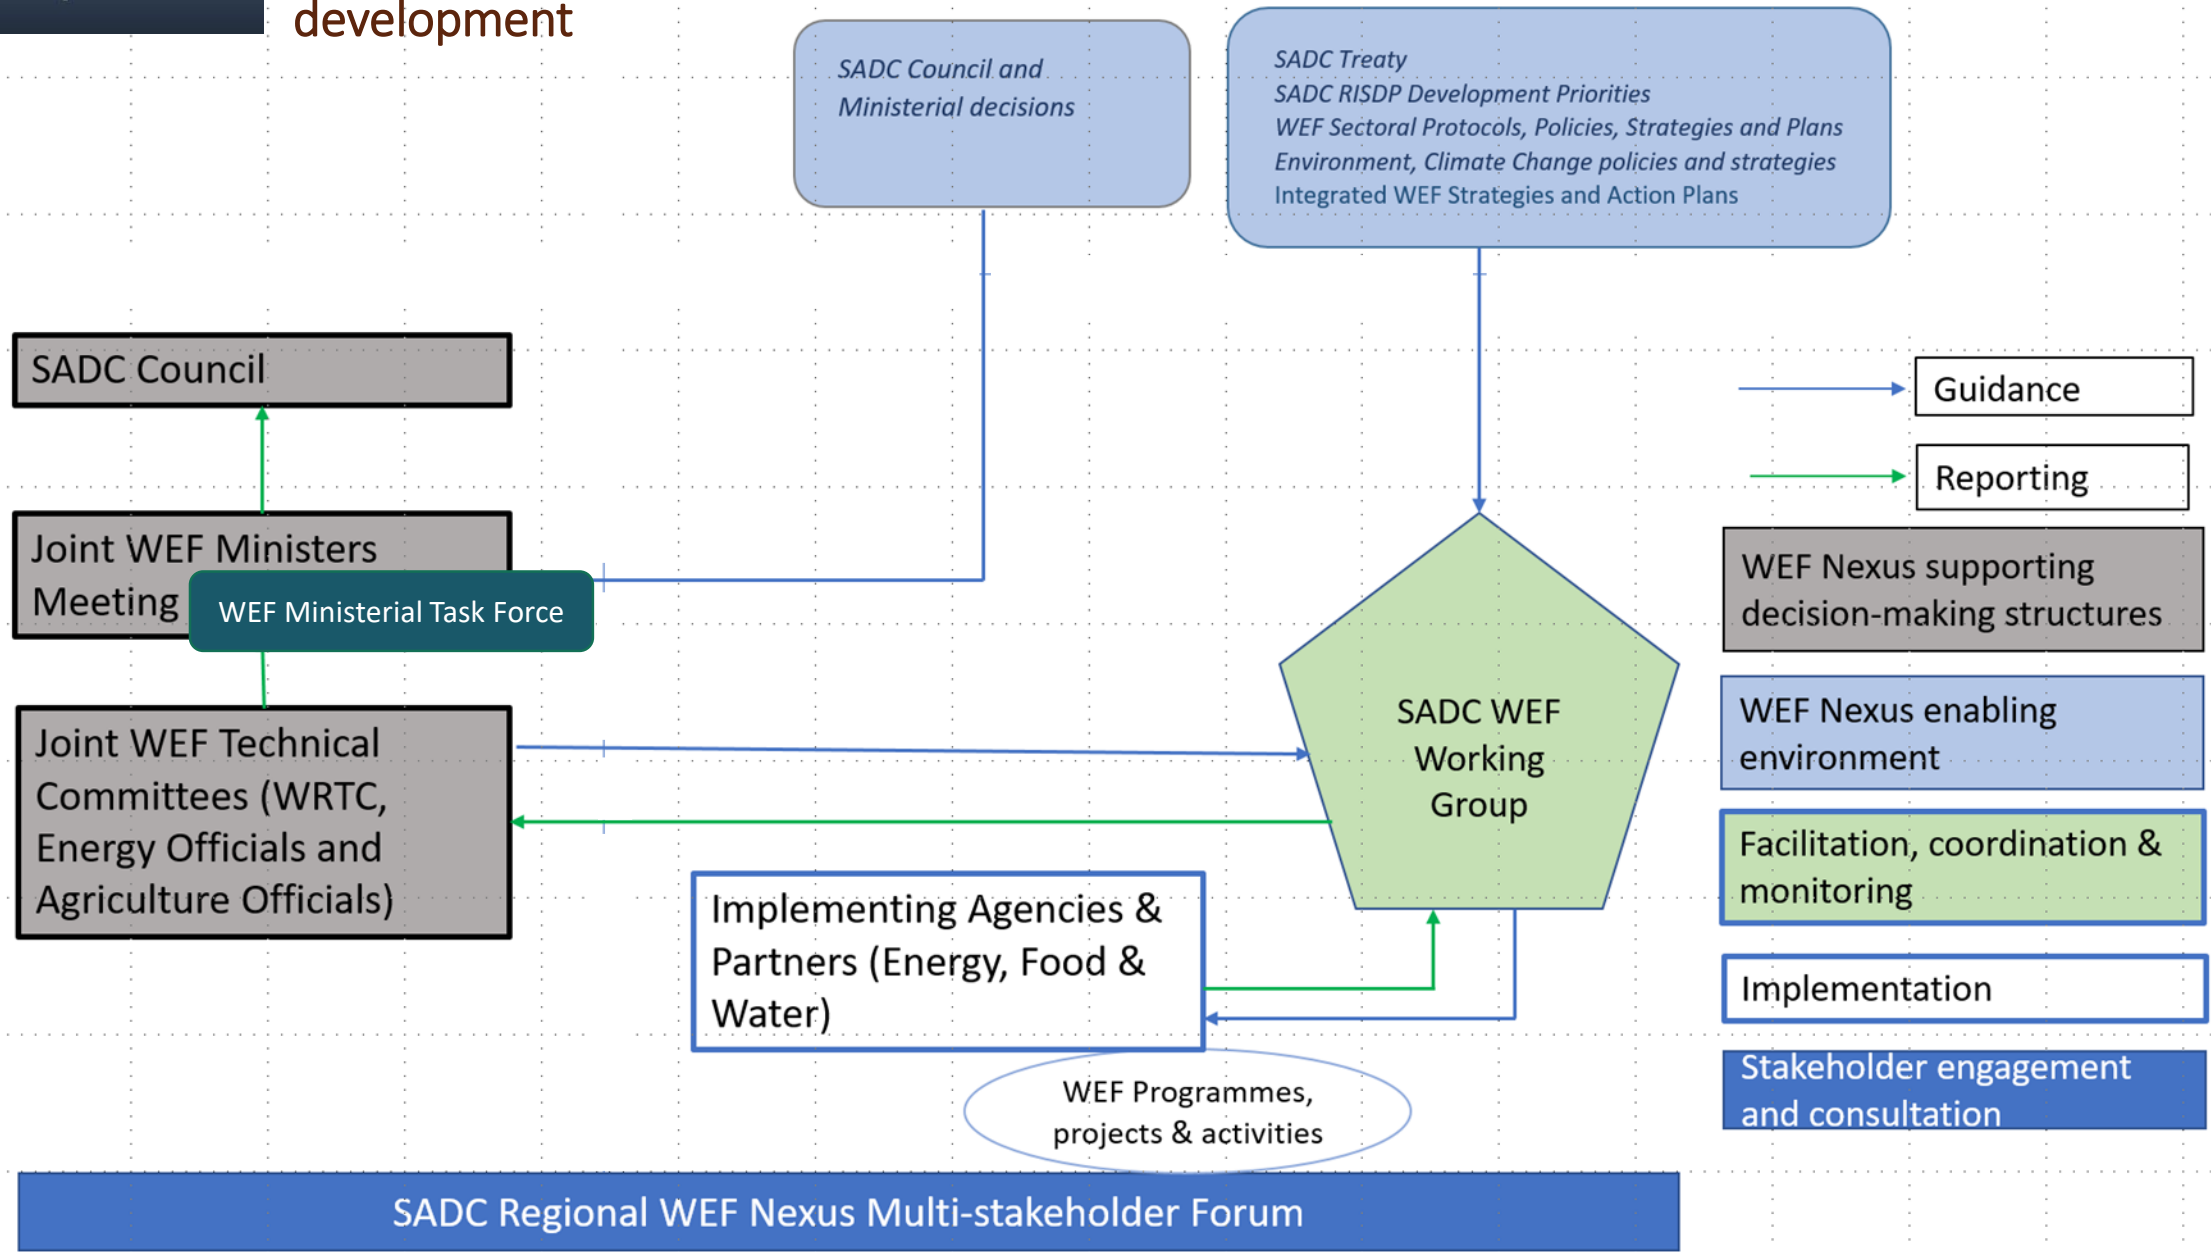 development
SADC Council and
Ministerial decisions
SADC Treaty
SADC RISDP Development Priorities
WEF Sectoral Protocols, Policies, Strategies and Plans
Environment, Climate Change policies and strategies
Integrated WEF Strategies and Action Plans
SADC Council
Joint WEF Ministers
Meeting
WEF Ministerial Task Force
Joint WEF Technical
Committees (WRTC,
Energy Officials and
Agriculture Officials)
SADC WEF
Working
Group
Implementing Agencies &
Partners (Energy, Food &
Water)
WEF Programmes,
projects & activities
SADC Regional WEF Nexus Multi-stakeholder Forum
Guidance
Reporting
WEF Nexus supporting
decision-making structures
WEF Nexus enabling
environment
Facilitation, coordination &
monitoring
Implementation
Stakeholder engagement
and consultation